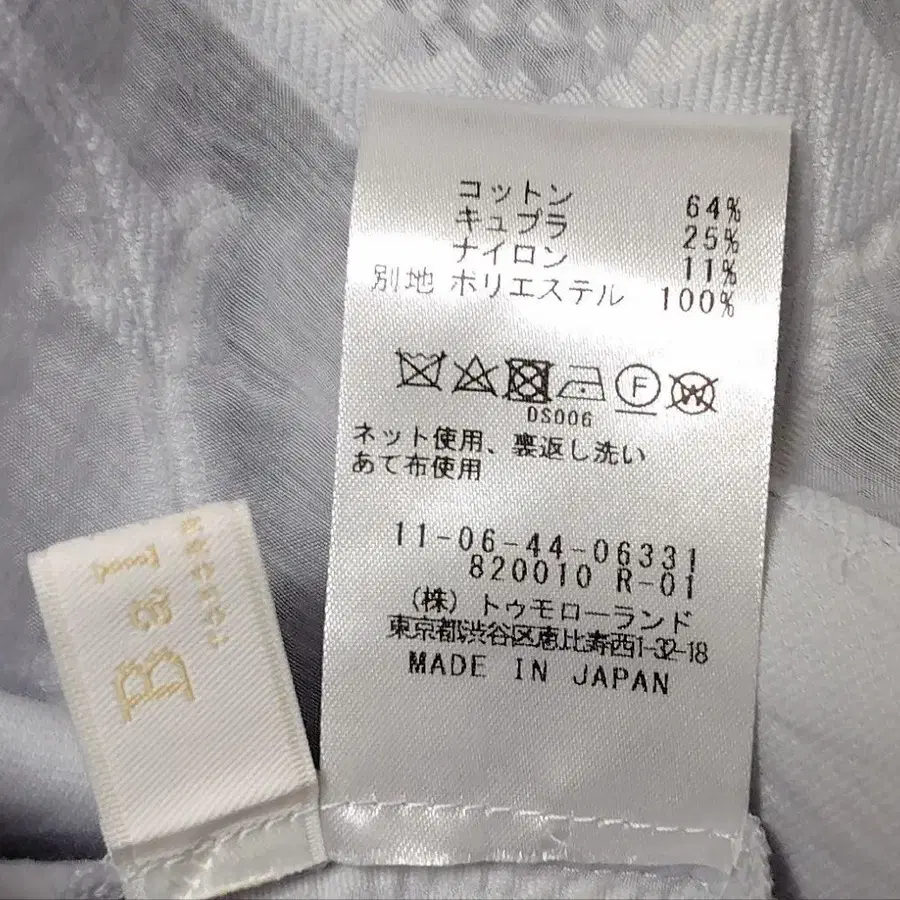 コットン 64%
キュプラ 25%
ナイロン 11%
別地 ポリエステル 100%
F W
DS006
ネット使用、裏返し洗い
あて布使用
11-06-44-06331
820010 R-01
(株) トゥモローランド
東京都渋谷区恵比寿西1-32-18
MADE IN JAPAN